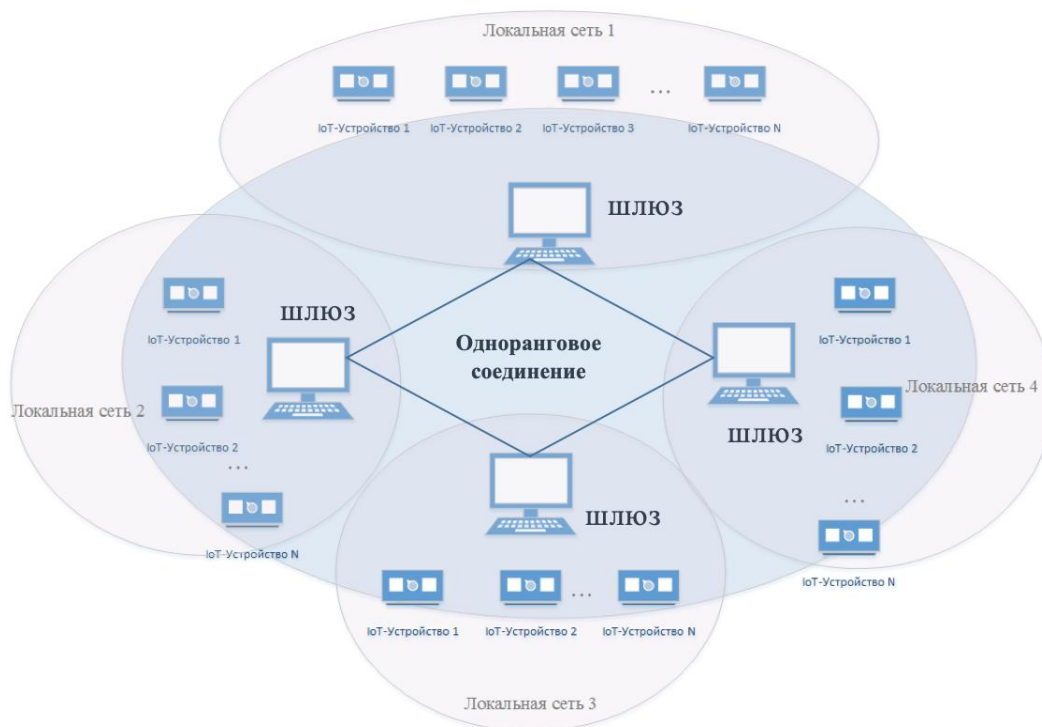 Локальная сеть 1
IoT-Устройство 1
IoT-Устройство 2
IoT-Устройство 3
...
IoT-Устройство N
ШЛЮЗ
Локальная сеть 2
IoT-Устройство 1
IoT-Устройство 2
...
IoT-Устройство N
ШЛЮЗ
Одноранговое
соединение
ШЛЮЗ
IoT-Устройство 1
IoT-Устройство 2
...
IoT-Устройство N
Локальная сеть 4
ШЛЮЗ
IoT-Устройство 1
IoT-Устройство 2
...
IoT-Устройство N
Локальная сеть 3